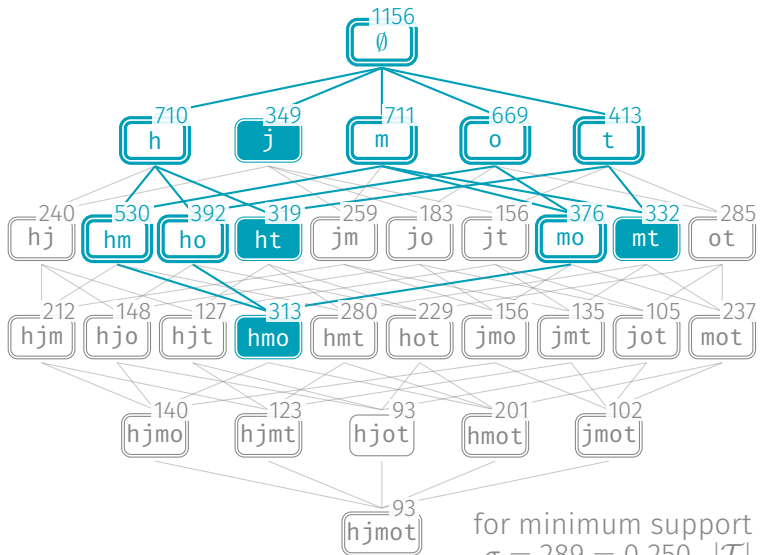 1156
∅
710 349 711 669 413
h j m o t
240 530 392 319 259 183 156 376 332 285
hj hm ho ht jm jo jt mo mt ot
212 148 127 313 280 229 156 135 105 237
hjm hjo hjt hmo hmt hot jmo jmt jot mot
140 123 93 201 102
hjmo hjmt hjot hmot jmot
93
hjmot
for minimum support
σ = 289 = 0.250 · |T|